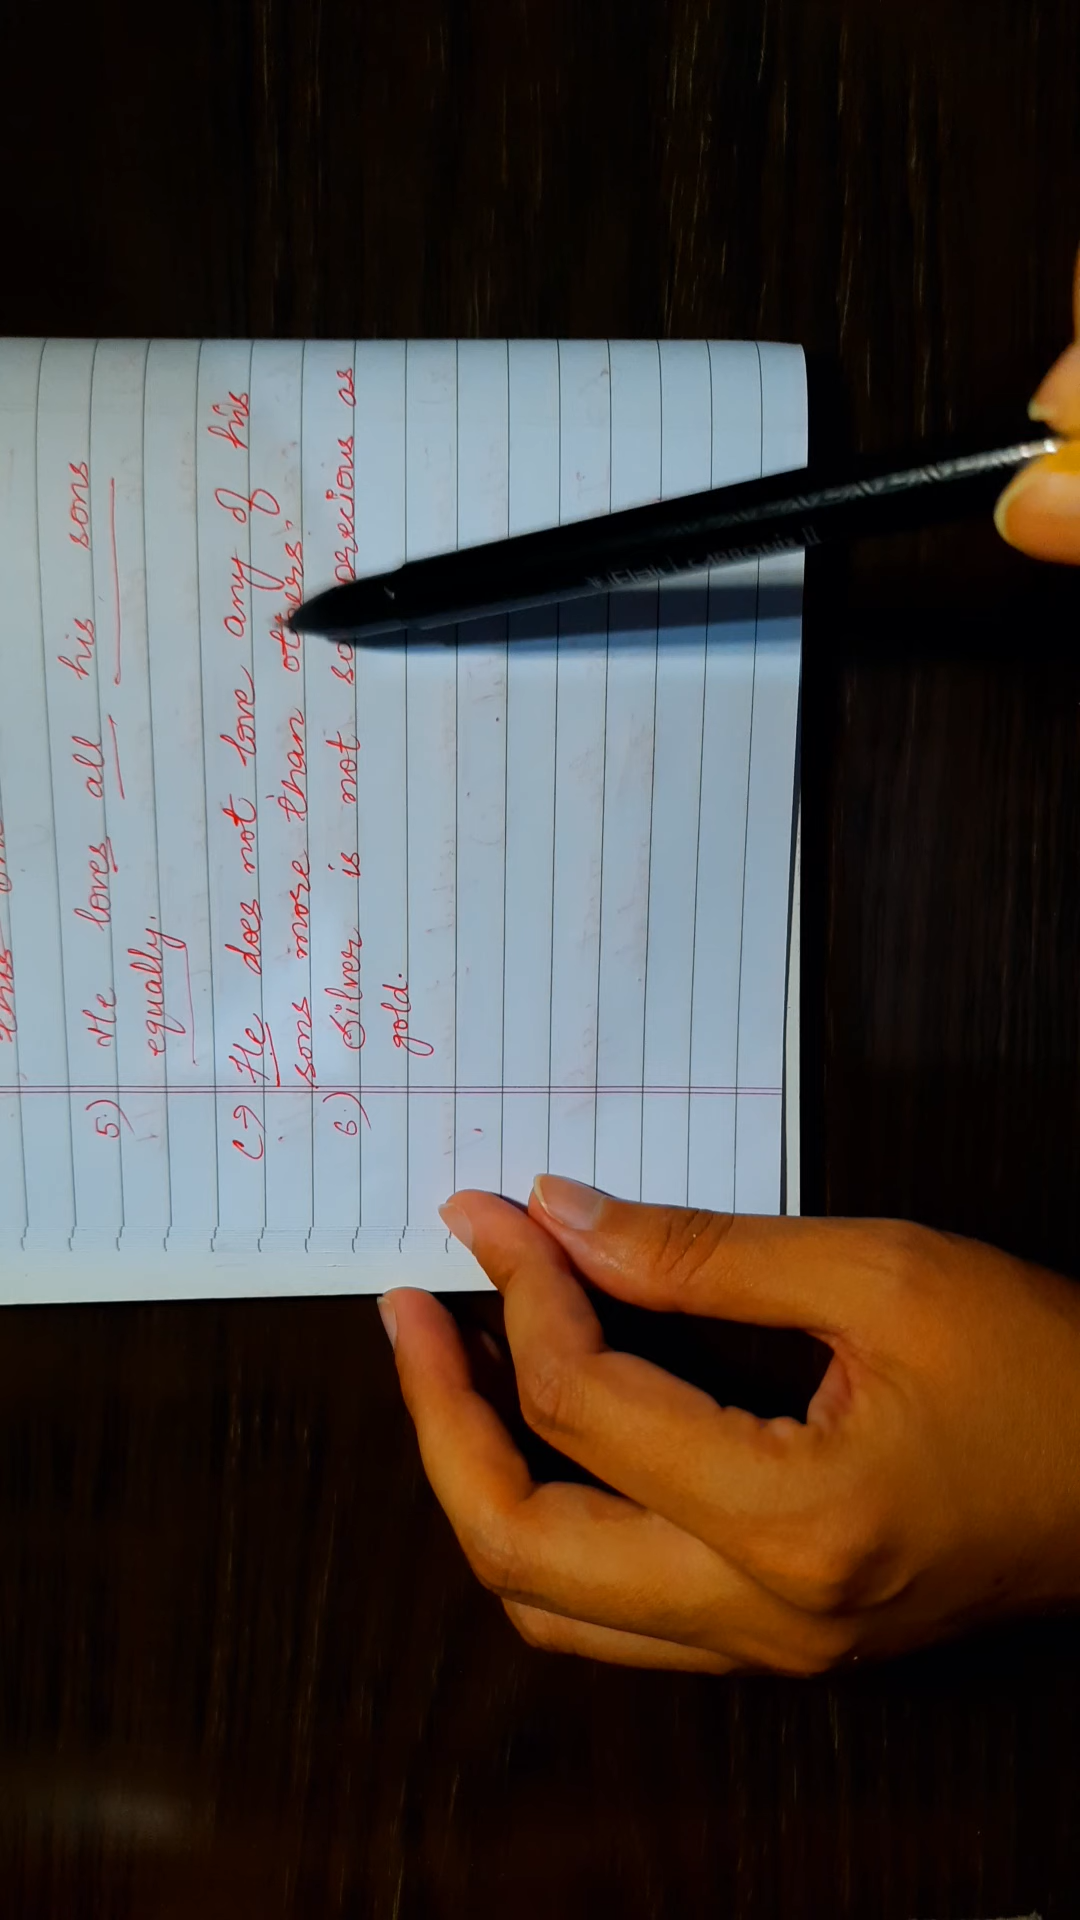 5.) He loves all his sons
equally.
C→ He does not love any of his
sons more than others.
6.) Silver is not so precious as
gold.